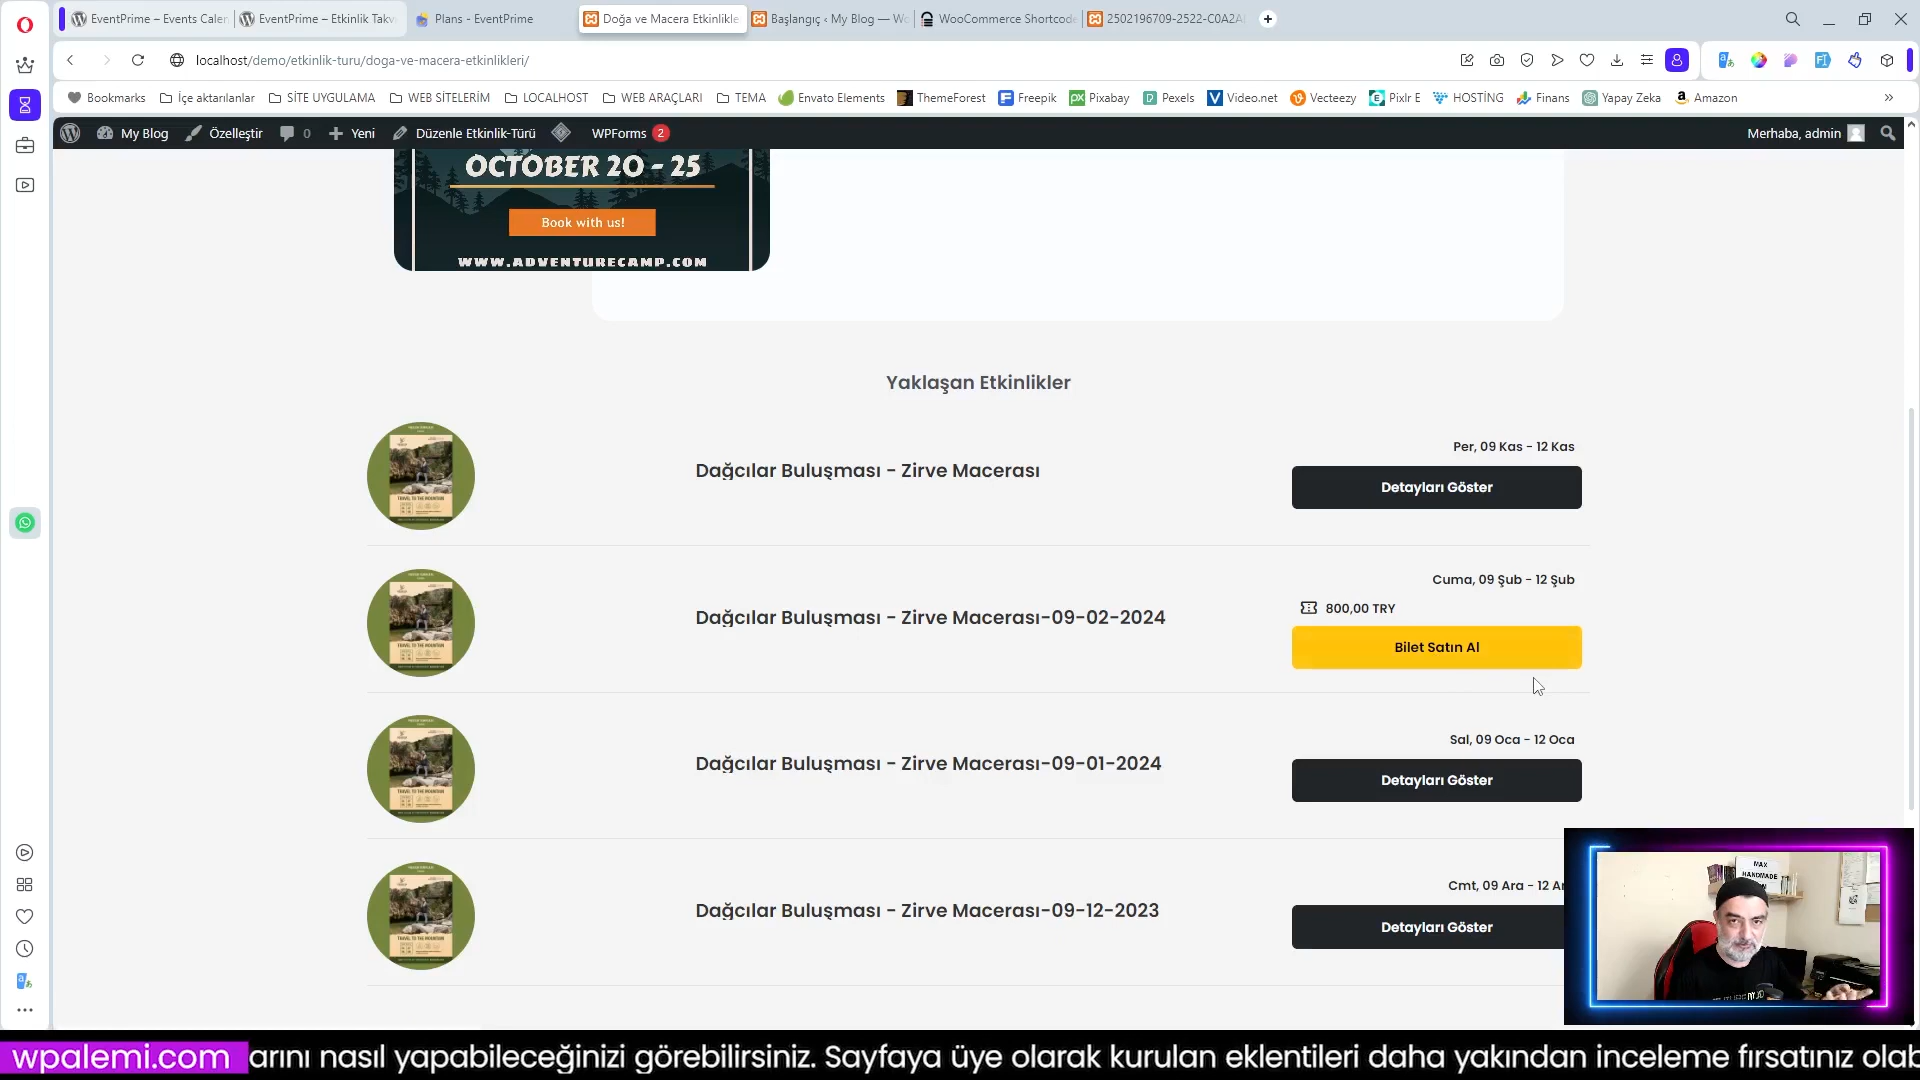 EventPrime – Events Caler
EventPrime – Etkinlik Takv
Plans - EventPrime
Doğa ve Macera Etkinlikle
Başlangıç ‹ My Blog — Wo
WooCommerce Shortcode
2502196709-2522-C0A2A
localhost/demo/etkinlik-turu/doga-ve-macera-etkinlikleri/
Bookmarks
İçe aktarılanlar
SİTE UYGULAMA
WEB SİTELERİM
LOCALHOST
WEB ARAÇLARI
TEMA
Envato Elements
ThemeForest
Freepik
Pixabay
Pexels
Video.net
Vecteezy
Pixlr E
HOSTİNG
Finans
Yapay Zeka
Amazon
My Blog
Özelleştir
0
Yeni
Düzenle Etkinlik-Türü
WPForms 2
Merhaba, admin
OCTOBER 20 - 25
Book with us!
WWW.ADVENTURECAMP.COM
Yaklaşan Etkinlikler
Dağcılar Buluşması - Zirve Macerası
Per, 09 Kas - 12 Kas
Detayları Göster
Dağcılar Buluşması - Zirve Macerası-09-02-2024
Cuma, 09 Şub - 12 Şub
800,00 TRY
Bilet Satın Al
Dağcılar Buluşması - Zirve Macerası-09-01-2024
Sal, 09 Oca - 12 Oca
Detayları Göster
Dağcılar Buluşması - Zirve Macerası-09-12-2023
Cmt, 09 Ara - 12 Ar
Detayları Göster
MAX
HANDMADE
wpalemi.com
arını nasıl yapabileceğinizi görebilirsiniz. Sayfaya üye olarak kurulan eklentileri daha yakından inceleme fırsatınız olab